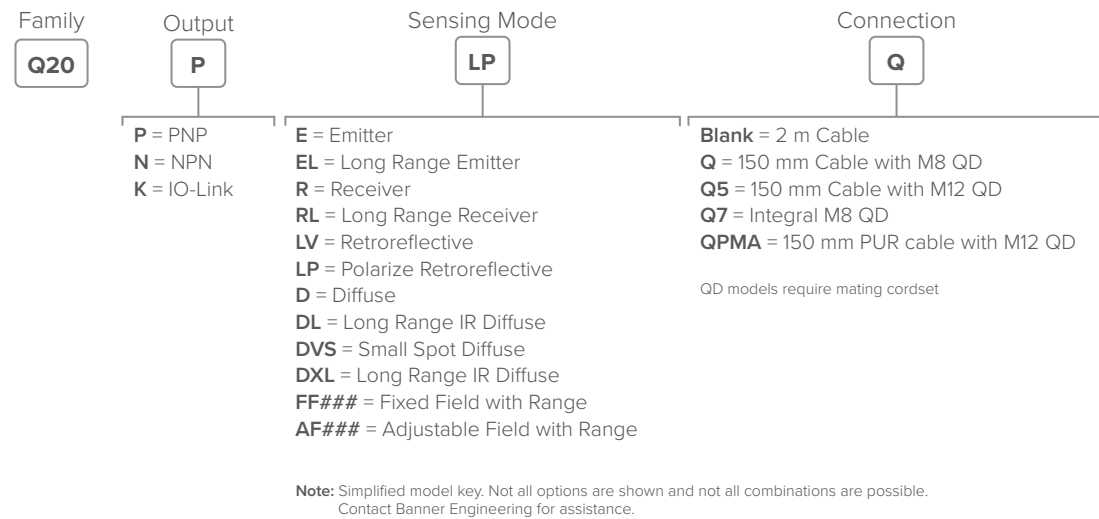 Family
Output
Sensing Mode
Connection
Q20
P
LP
Q
P = PNP
N = NPN
K = IO-Link
E = Emitter
EL = Long Range Emitter
R = Receiver
RL = Long Range Receiver
LV = Retroreflective
LP = Polarize Retroreflective
D = Diffuse
DL = Long Range IR Diffuse
DVS = Small Spot Diffuse
DXL = Long Range IR Diffuse
FF### = Fixed Field with Range
AF### = Adjustable Field with Range
Blank = 2 m Cable
Q = 150 mm Cable with M8 QD
Q5 = 150 mm Cable with M12 QD
Q7 = Integral M8 QD
QPMA = 150 mm PUR cable with M12 QD
QD models require mating cordset
Note: Simplified model key. Not all options are shown and not all combinations are possible.
Contact Banner Engineering for assistance.